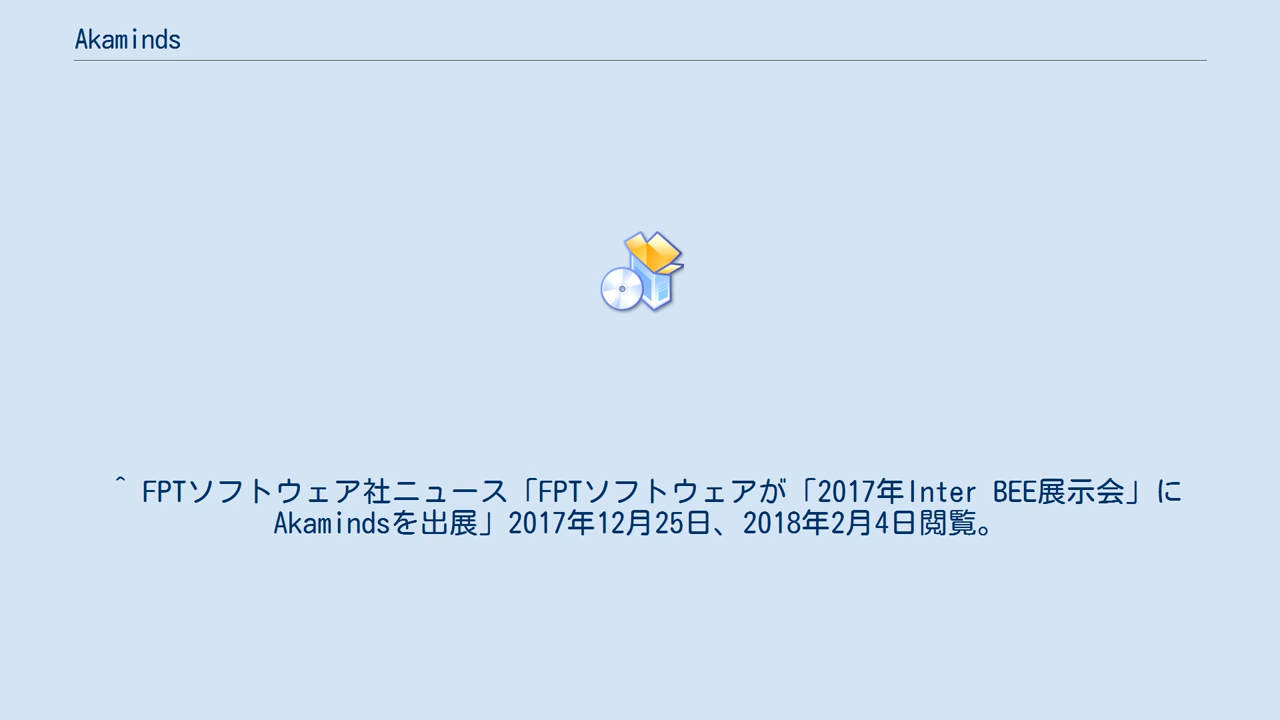 Akaminds
^ FPTソフトウェア社ニュース「FPTソフトウェアが「2017年Inter BEE展示会」に
Akamindsを出展」2017年12月25日、2018年2月4日閲覧。